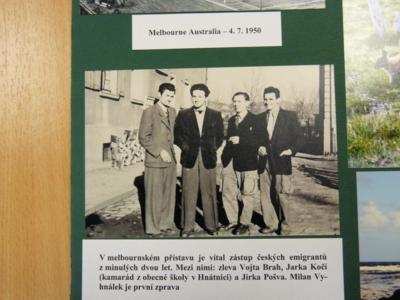 Melbourne Australia – 4. 7. 1950
V melbournském přístavu je vítal zástup českých emigrantů
z minulých dvou let. Mezi nimi: zleva Vojta Brah, Jarka Kočí
(kamarád z obecné školy v Hnátnici) a Jirka Pošva. Milan Vy-
hnálek je první zprava